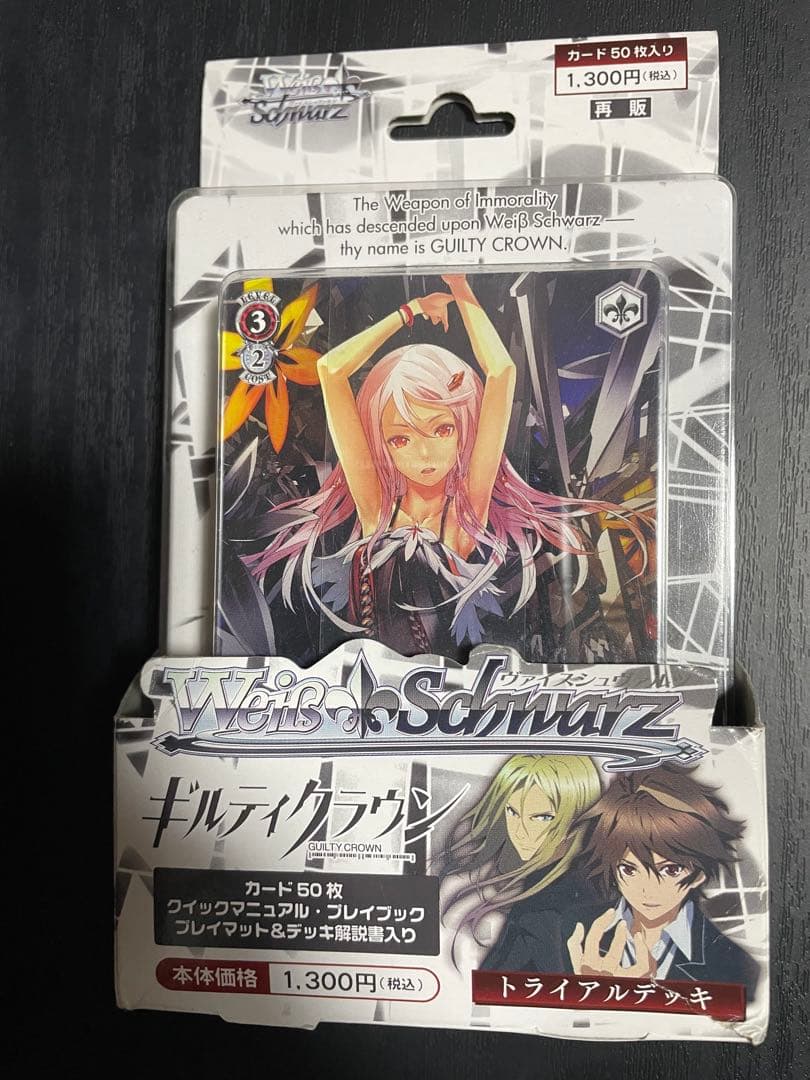 Weiß Schwarz
カード50枚入り
1,300円(税込)
再 販
The Weapon of Immorality
which has descended upon Weiβ Schwarz —
thy name is GUILTY CROWN.
LEVEL
3
2
COST
ヴァイスシュヴァルツ
Weiß Schwarz
ギルティクラウン
GUILTY CROWN
カード50枚
クイックマニュアル・プレイブック
プレイマット&デッキ解説書入り
本体価格 1,300円(税込)
トライアルデッキ